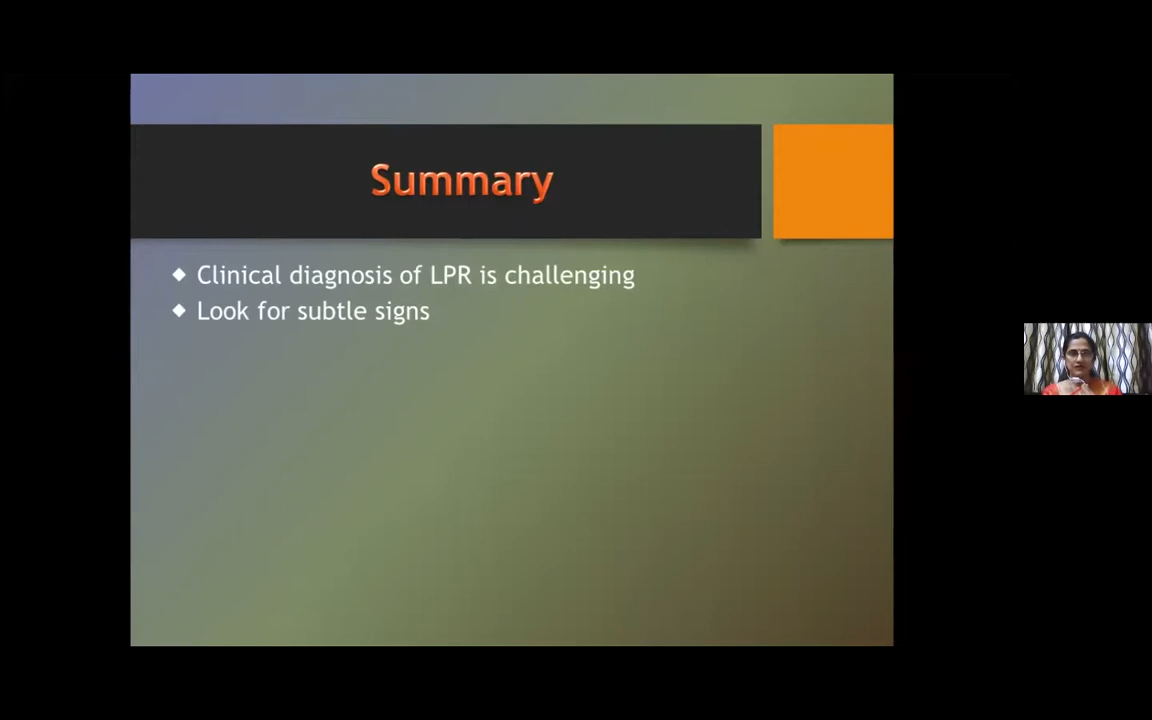 Summary
Clinical diagnosis of LPR is challenging
Look for subtle signs